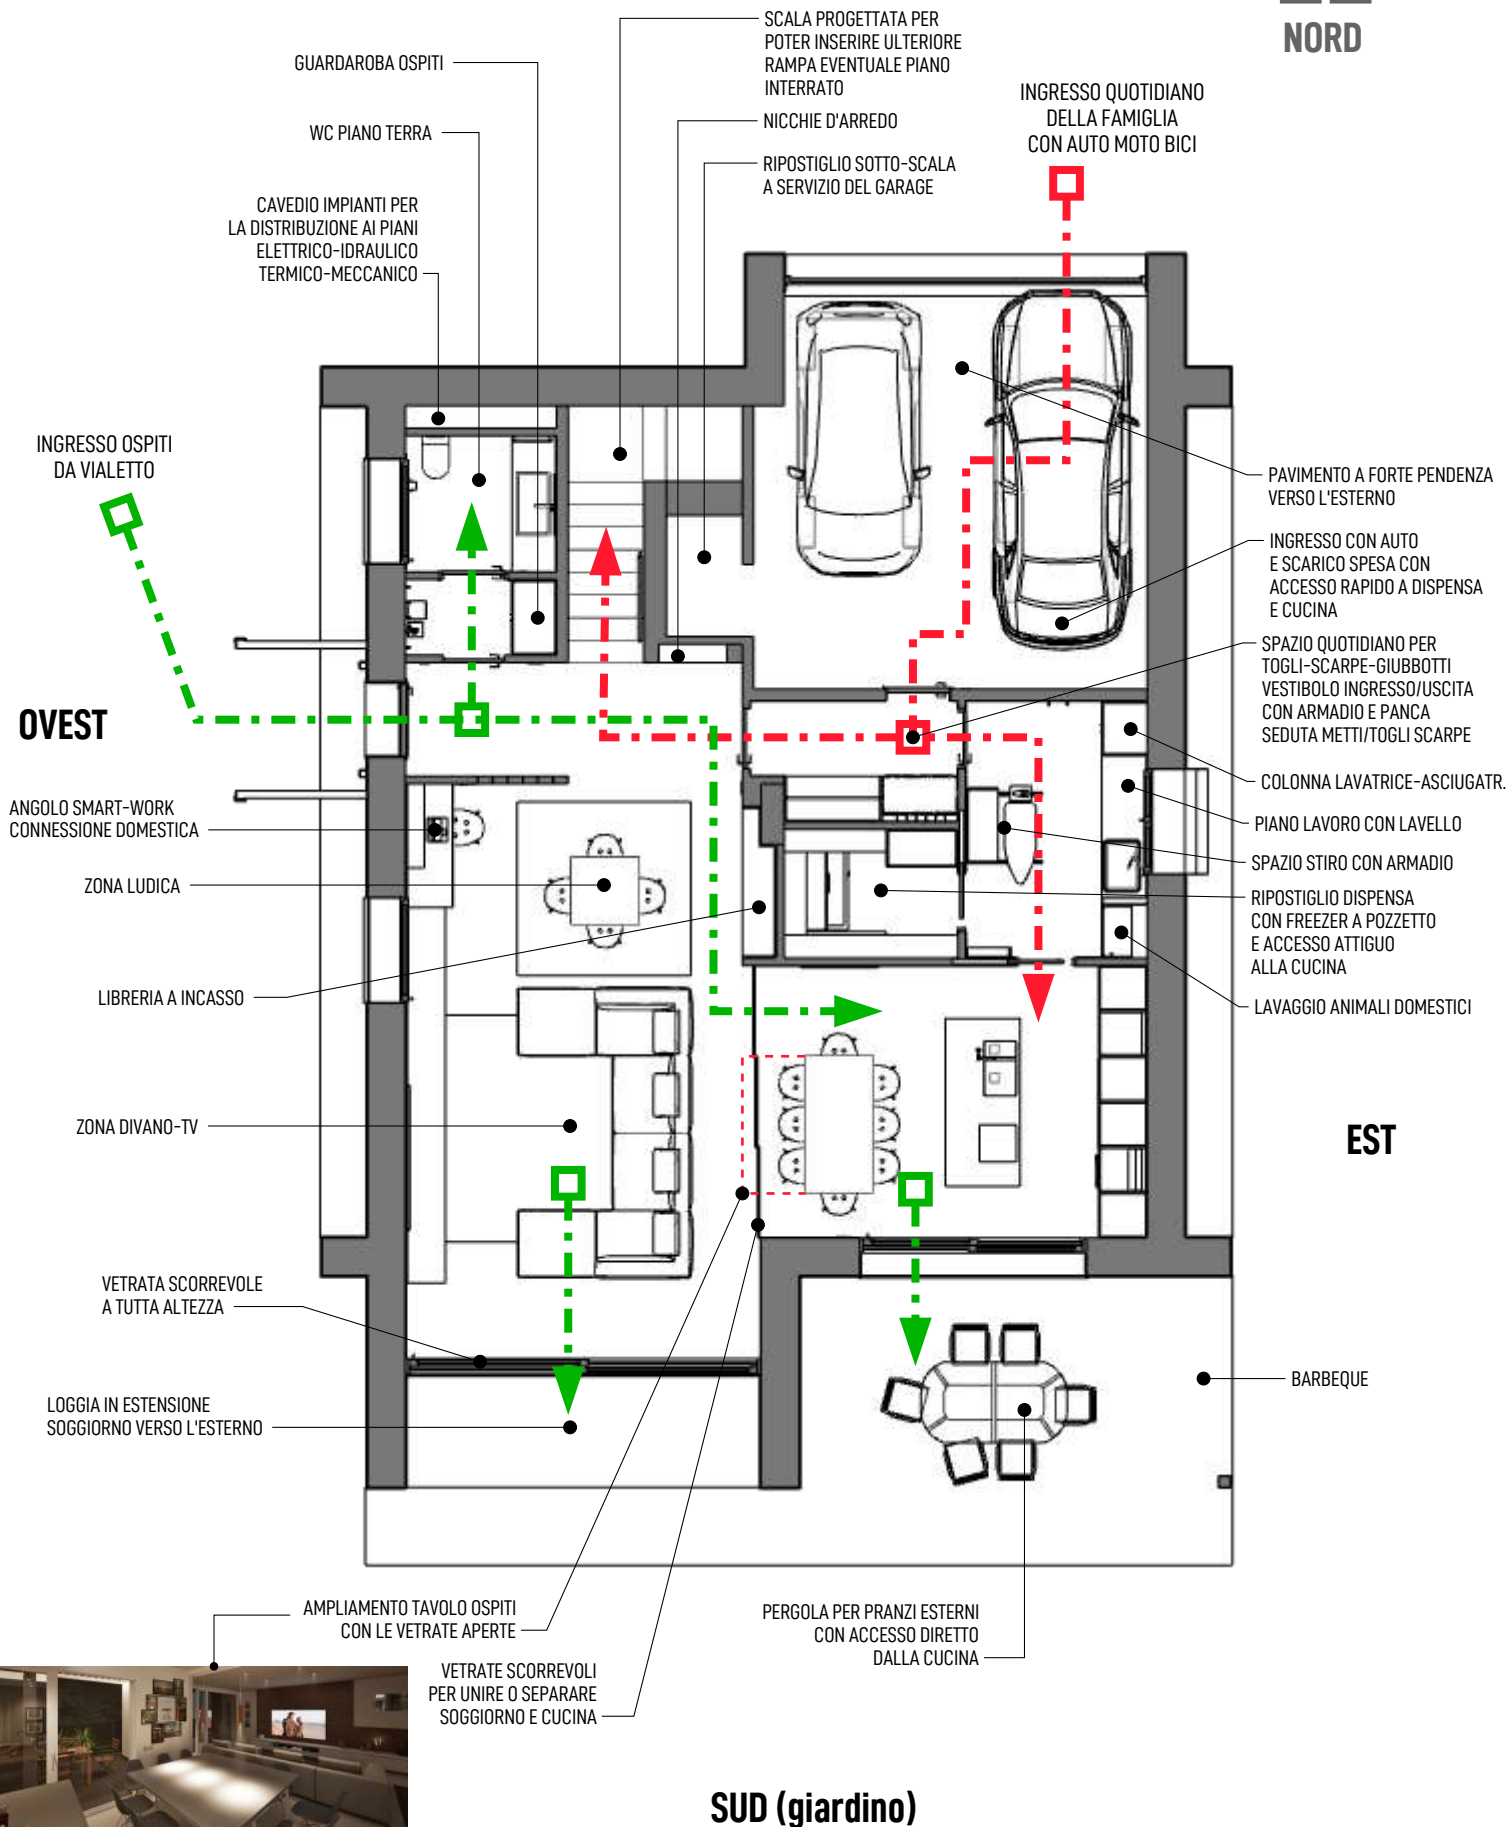 NORD
SCALA PROGETTATA PER
POTER INSERIRE ULTERIORE
RAMPA EVENTUALE PIANO
INTERRATO
GUARDAROBA OSPITI
INGRESSO QUOTIDIANO
DELLA FAMIGLIA
CON AUTO MOTO BICI
NICCHIE D'ARREDO
WC PIANO TERRA
RIPOSTIGLIO SOTTO-SCALA
A SERVIZIO DEL GARAGE
CAVEDIO IMPIANTI PER
LA DISTRIBUZIONE AI PIANI
ELETTRICO-IDRAULICO
TERMICO-MECCANICO
INGRESSO OSPITI
DA VIALETTO
PAVIMENTO A FORTE PENDENZA
VERSO L'ESTERNO
INGRESSO CON AUTO
E SCARICO SPESA CON
ACCESSO RAPIDO A DISPENSA
E CUCINA
SPAZIO QUOTIDIANO PER
TOGLI-SCARPE-GIUBBOTTI
VESTIBOLO INGRESSO/USCITA
CON ARMADIO E PANCA
SEDUTA METTI/TOGLI SCARPE
OVEST
COLONNA LAVATRICE-ASCIUGATR.
ANGOLO SMART-WORK
CONNESSIONE DOMESTICA
PIANO LAVORO CON LAVELLO
SPAZIO STIRO CON ARMADIO
ZONA LUDICA
RIPOSTIGLIO DISPENSA
CON FREEZER A POZZETTO
E ACCESSO ATTIGUO
ALLA CUCINA
LIBRERIA A INCASSO
LAVAGGIO ANIMALI DOMESTICI
ZONA DIVANO-TV
EST
VETRATA SCORREVOLE
A TUTTA ALTEZZA
BARBEQUE
LOGGIA IN ESTENSIONE
SOGGIORNO VERSO L'ESTERNO
AMPLIAMENTO TAVOLO OSPITI
CON LE VETRATE APERTE
PERGOLA PER PRANZI ESTERNI
CON ACCESSO DIRETTO
DALLA CUCINA
VETRATE SCORREVOLI
PER UNIRE O SEPARARE
SOGGIORNO E CUCINA
SUD (giardino)